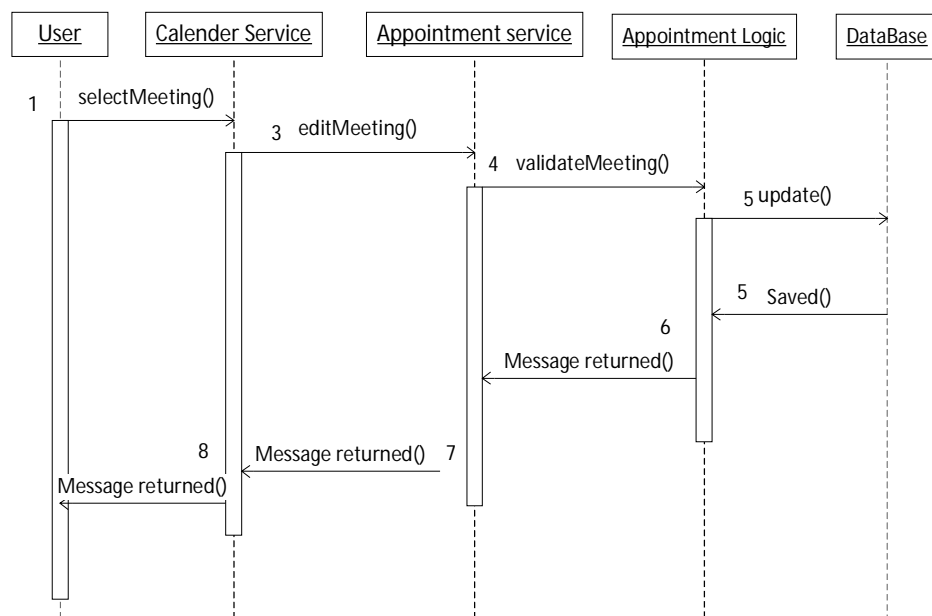 User
Calender Service
Appointment service
Appointment Logic
DataBase
1 selectMeeting()
3 editMeeting()
4 validateMeeting()
5 update()
5 Saved()
6
Message returned()
7
Message returned()
8
Message returned()